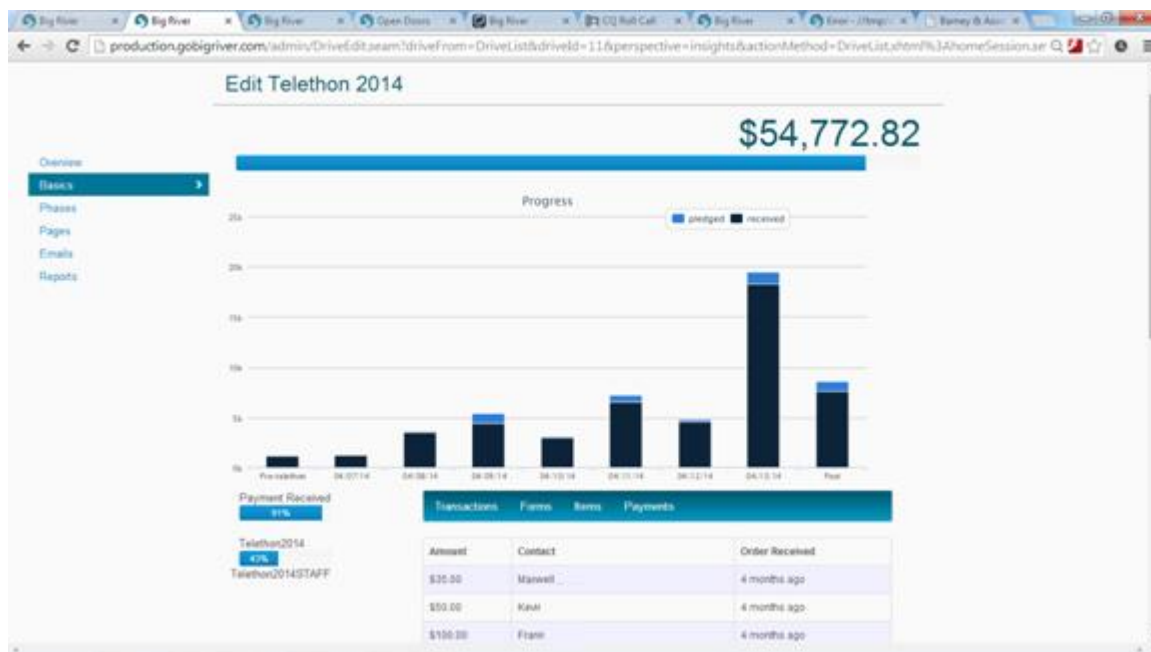 Big River
Big River
Big River
Open Doors
Big River
CQ Roll Call
Big River
Barney & Asso
production.gobigriver.com/admin/DriveEdit.seam?driveFrom=DriveList&driveId=11&perspective=insights&actionMethod=DriveList.xhtml%3AhomeSession.se
Edit Telethon 2014
$54,772.82
Overview
Basics
Phases
Pages
Emails
Reports
Progress
pledged received
25k
20k
15k
10k
5k
0k
Pre-telethon 04/07/14 04/08/14 04/09/14 04/10/14 04/11/14 04/12/14 04/13/14 Post
Payment Received
91%
Telethon2014
43%
Telethon2014STAFF
Transactions Forms Items Payments
Amount Contact Order Received
$35.00 Maxwell 4 months ago
$50.00 Kevin 4 months ago
$100.00 4 months ago